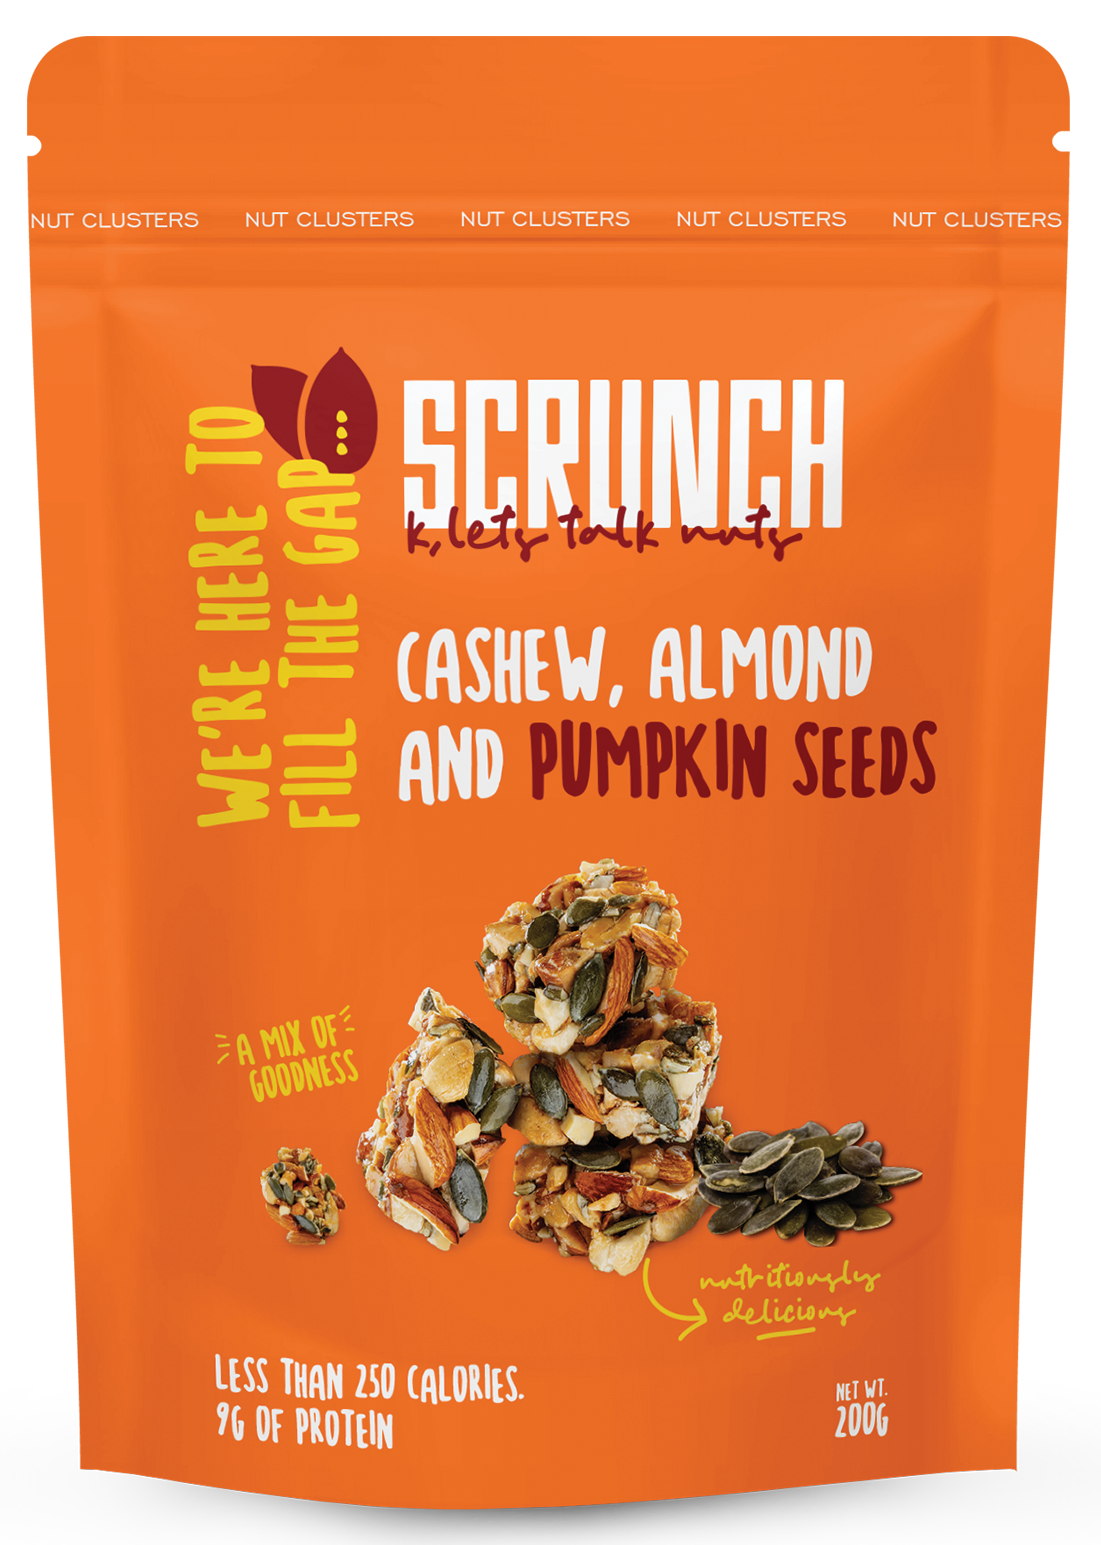 NUT CLUSTERS NUT CLUSTERS NUT CLUSTERS NUT CLUSTERS NUT CLUSTERS
WE'RE HERE TO
FILL THE GAP...
SCRUNCH
k, lets talk nuts
CASHEW, ALMOND
AND PUMPKIN SEEDS
A MIX OF
GOODNESS
nutritiously
delicious
LESS THAN 250 CALORIES.
9G OF PROTEIN
NET WT.
200G